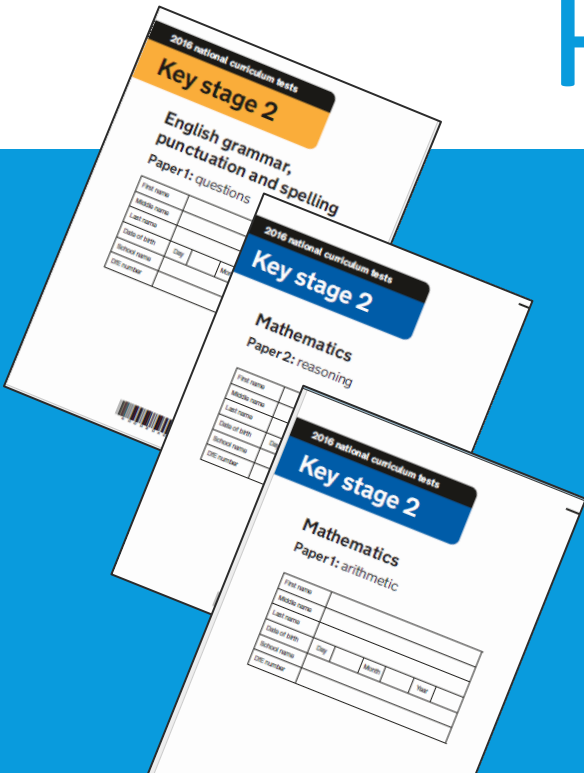 2016 national curriculum tests
Key stage 2
English grammar,
punctuation and spelling
Paper 1: questions
First name
Middle name
Last name
Date of birth Day
School name
DfE number
2016 national curriculum tests
Key stage 2
Mathematics
Paper 2: reasoning
First name
Middle name
Last name
Date of birth
School name
DfE number
2016 national curriculum tests
Key stage 2
Mathematics
Paper 1: arithmetic
First name
Middle name
Last name
Date of birth Day Month Year
School name
DfE number